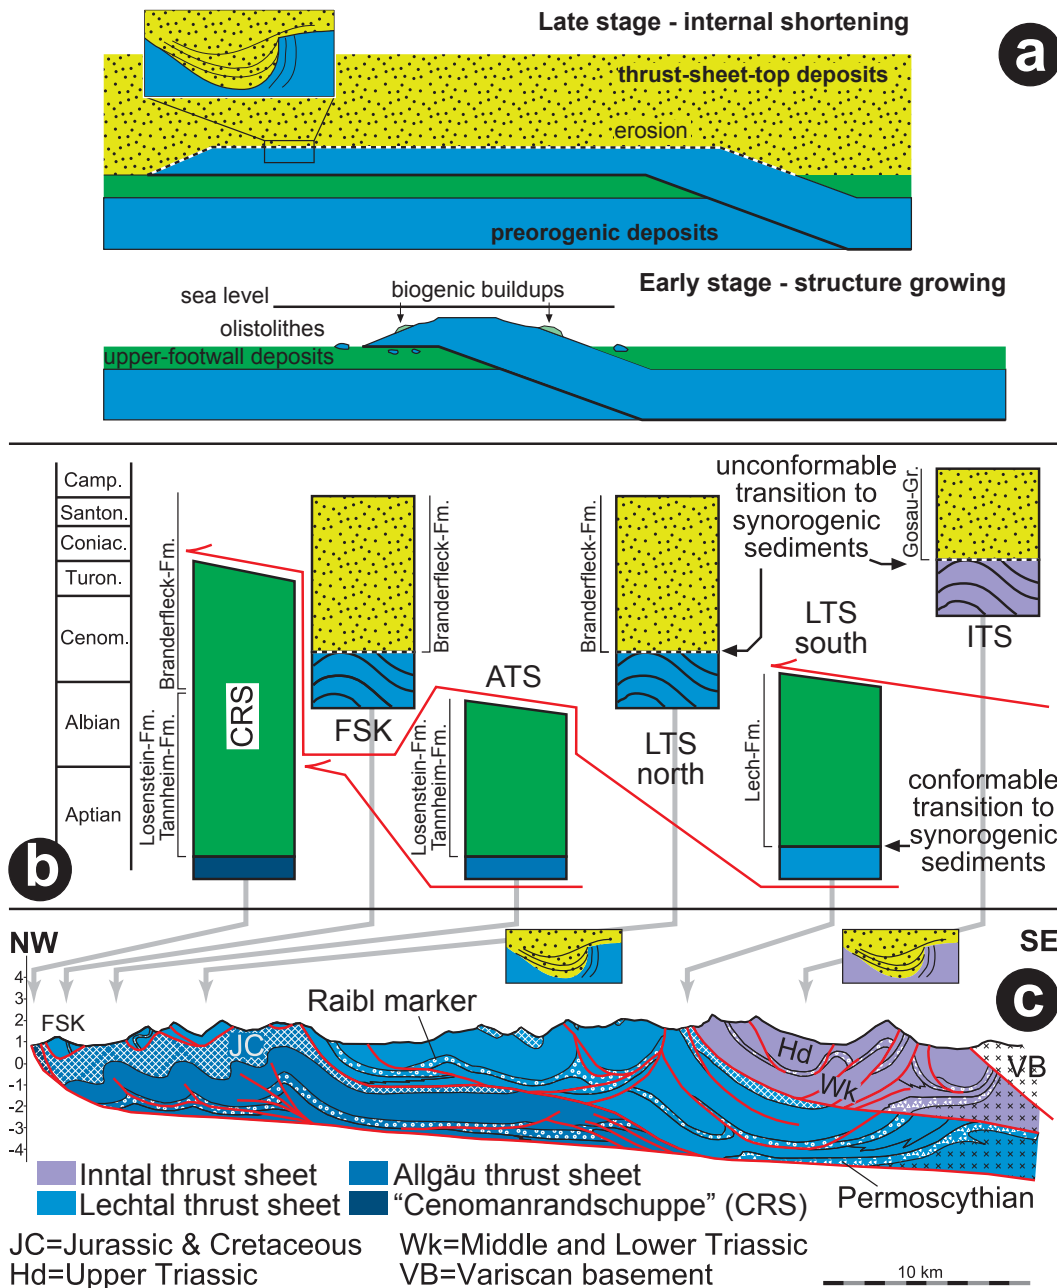 Late stage - internal shortening
a
thrust-sheet-top deposits
erosion
preorogenic deposits
Early stage - structure growing
sea level
biogenic buildups
olistolithes
upper-footwall deposits
Camp.
Santon.
Coniac.
Turon.
Cenom.
Albian
Aptian
b
Branderfleck-Fm.
Losenstein-Fm.
Tannheim-Fm.
CRS
Branderfleck-Fm.
FSK
ATS
Losenstein-Fm.
Tannheim-Fm.
Branderfleck-Fm.
LTS
north
unconformable
transition to
synorogenic
sediments
LTS
south
Lech-Fm.
Gosau-Gr.
ITS
conformable
transition to
synorogenic
sediments
NW
SE
c
4
3
2
1
0
-1
-2
-3
-4
FSK
JC
Raibl marker
Hd
Wk
VB
Permoscythian
Inntal thrust sheet
Allgäu thrust sheet
Lechtal thrust sheet
“Cenomanrandschuppe” (CRS)
JC=Jurassic & Cretaceous
Wk=Middle and Lower Triassic
Hd=Upper Triassic
VB=Variscan basement
10 km